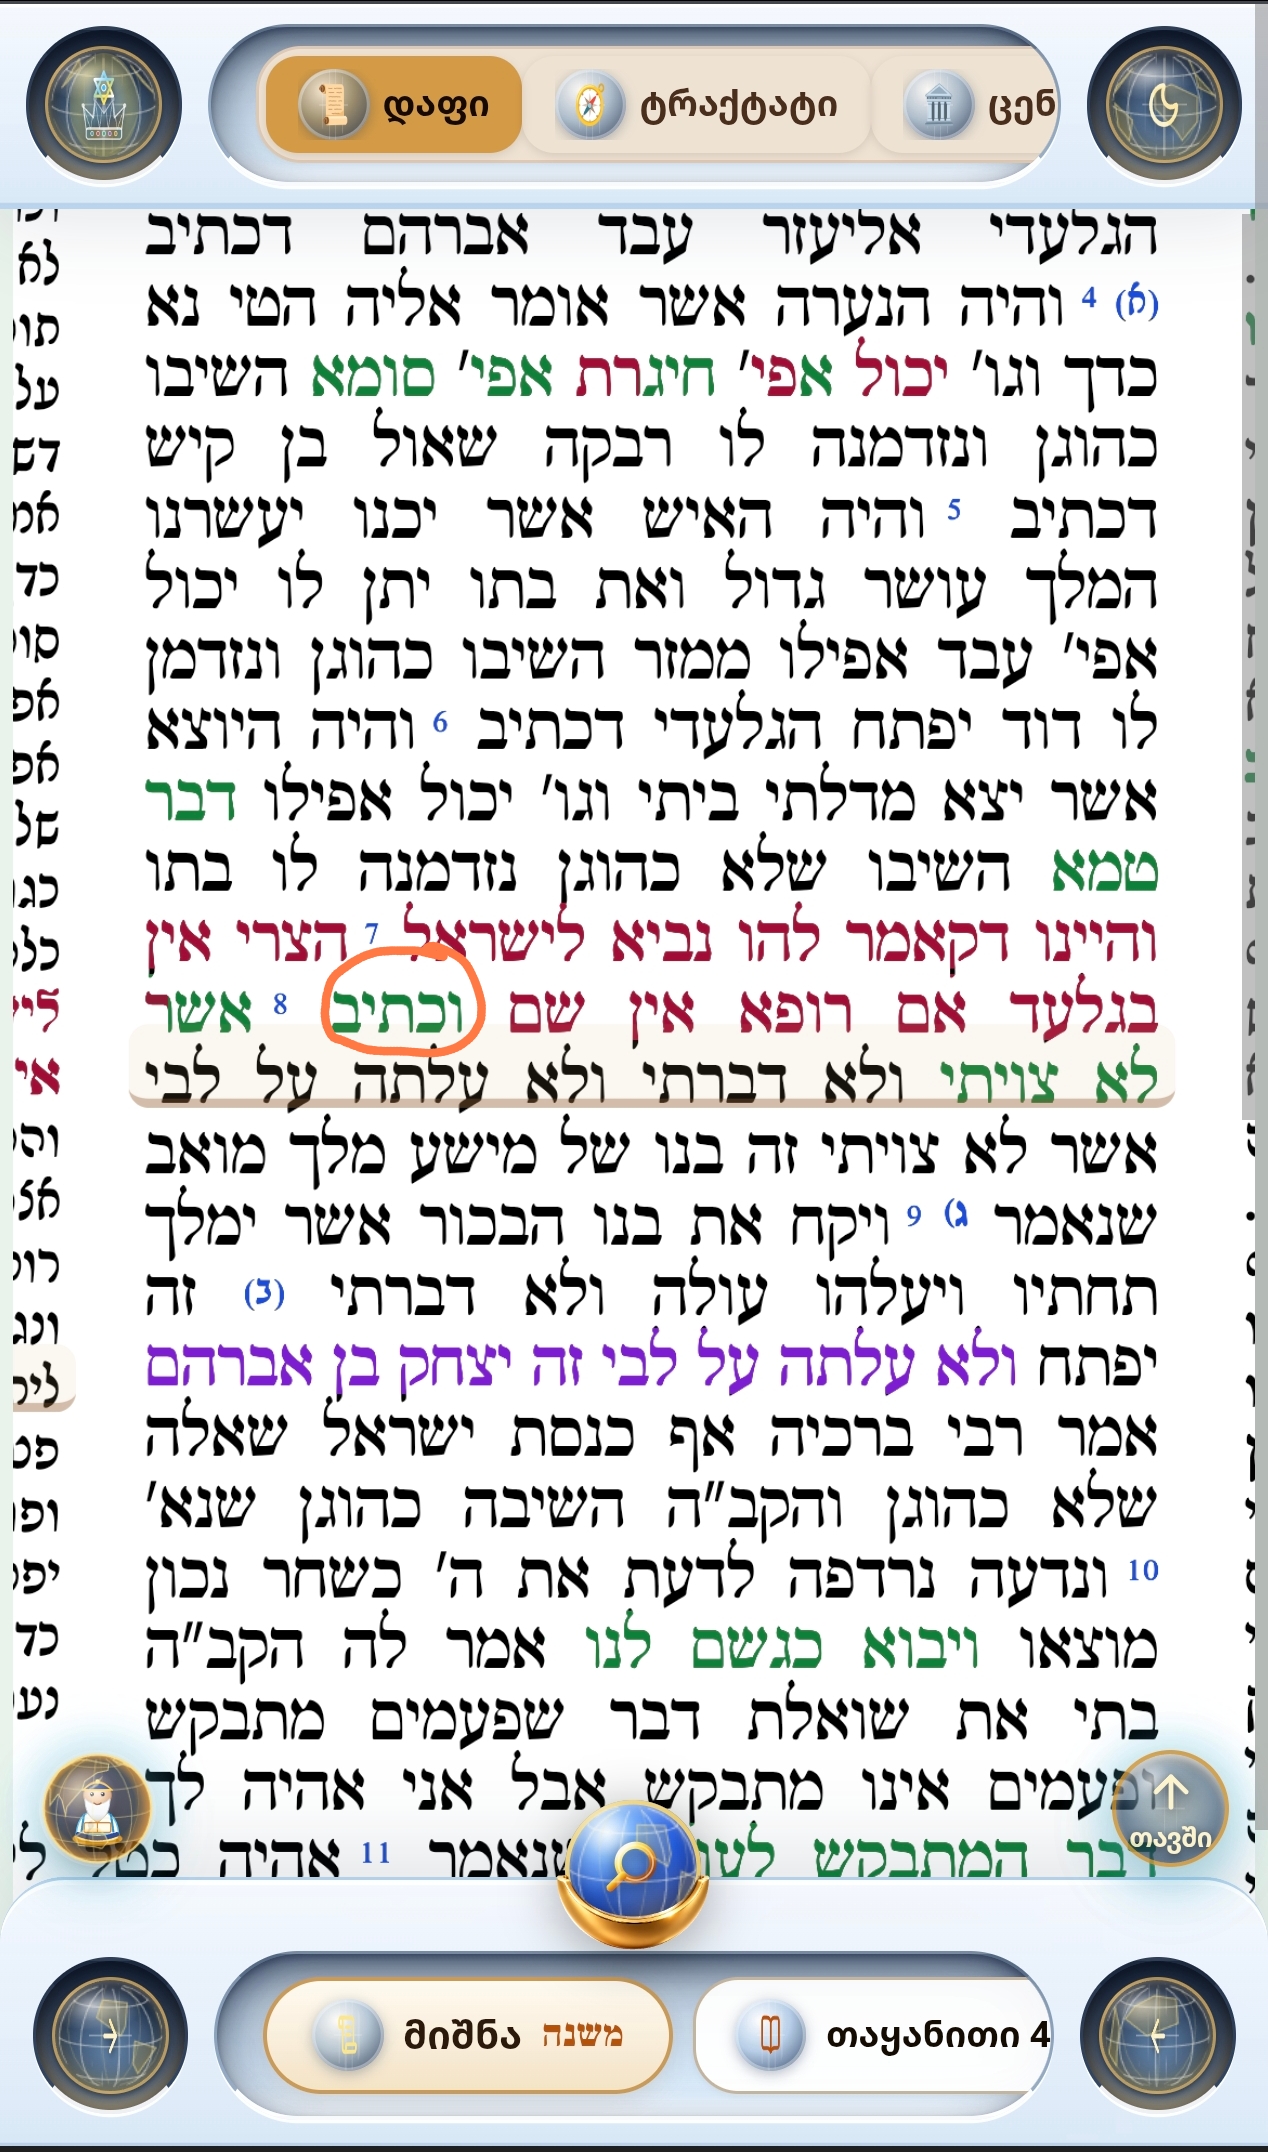 დაფი
ტრაქტატი
ცენ
הגלעדי אליעזר עבד אברהם דכתיב
(א) 4 והיה הנערה אשר אומר אליה הטי נא
כדך וגו' יכול אפי' חיגרת אפי' סומא השיבו
כהוגן ונזדמנה לו רבקה שאול בן קיש
דכתיב 5 והיה האיש אשר יכנו יעשרנו
המלך עושר גדול ואת בתו יתן לו יכול
אפי' עבד אפילו ממזר השיבו כהוגן ונזדמן
לו דוד יפתח הגלעדי דכתיב 6 והיה היוצא
אשר יצא מדלתי ביתי וגו' יכול אפילו דבר
טמא השיבו שלא כהוגן נזדמנה לו בתו
והיינו דקאמר להו נביא לישראל 7 הצרי אין
בגלעד אם רופא אין שם וכתיב 8 אשר
לא צויתי ולא דברתי ולא עלתה על לבי
אשר לא צויתי זה בנו של מישע מלך מואב
שנאמר ג) 9 ויקח את בנו הבכור אשר ימלך
תחתיו ויעלהו עולה ולא דברתי (ב) זה
יפתח ולא עלתה על לבי זה יצחק בן אברהם
אמר רבי ברכיה אף כנסת ישראל שאלה
שלא כהוגן והקב"ה השיבה כהוגן שנא'
10 ונדעה נרדפה לדעת את ה' כשחר נכון
מוצאו ויבוא כגשם לנו אמר לה הקב"ה
בתי את שואלת דבר שפעמים מתבקש
ופעמים אינו מתבקש אבל אני אהיה לך
דבר המתבקש שנאמר 11 אהיה כטל
תავში
მიშნა משנה
თაყანითი 4